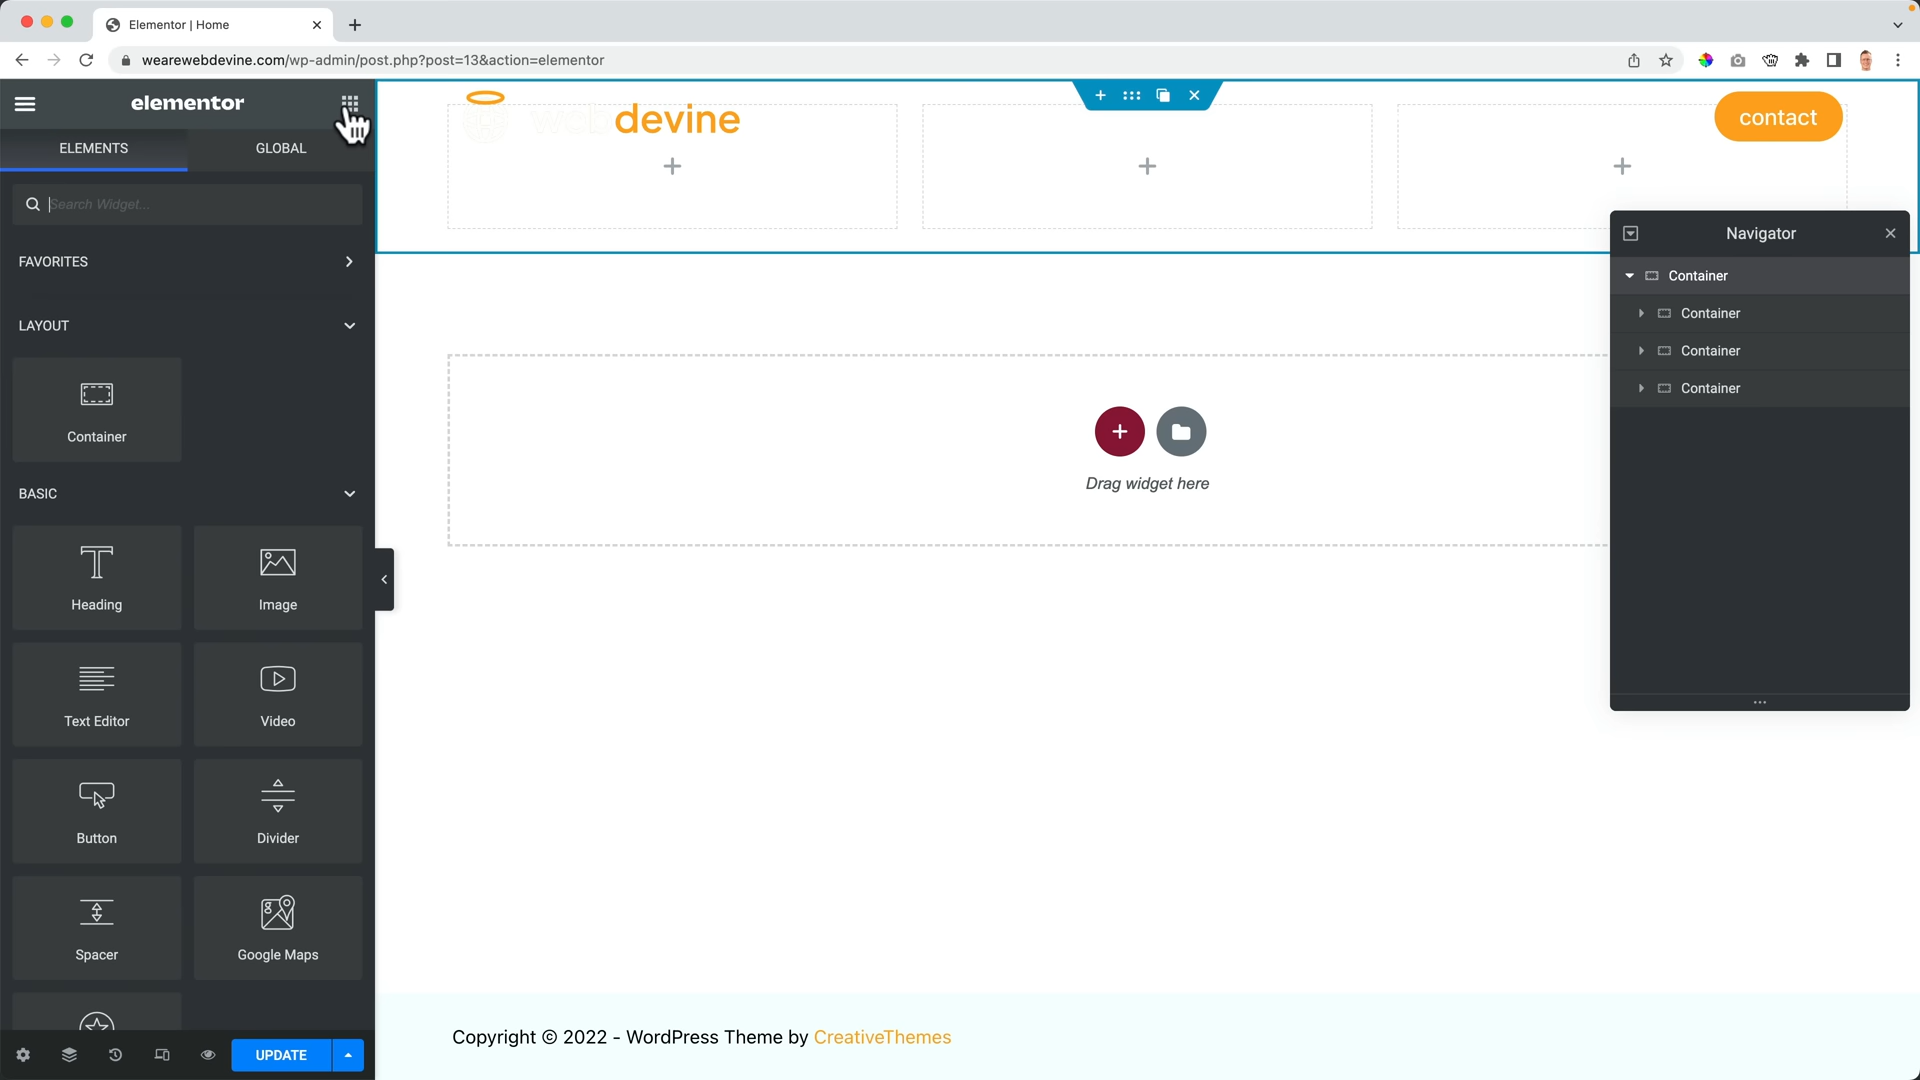 Elementor | Home
wearewebdevine.com/wp-admin/post.php?post=13&action=elementor
elementor
ELEMENTS
GLOBAL
Search Widget...
FAVORITES
LAYOUT
Container
BASIC
Heading
Image
Text Editor
Video
Button
Divider
Spacer
Google Maps
UPDATE
webdevine
contact
Drag widget here
Navigator
Container
Container
Container
Container
Copyright © 2022 - WordPress Theme by CreativeThemes